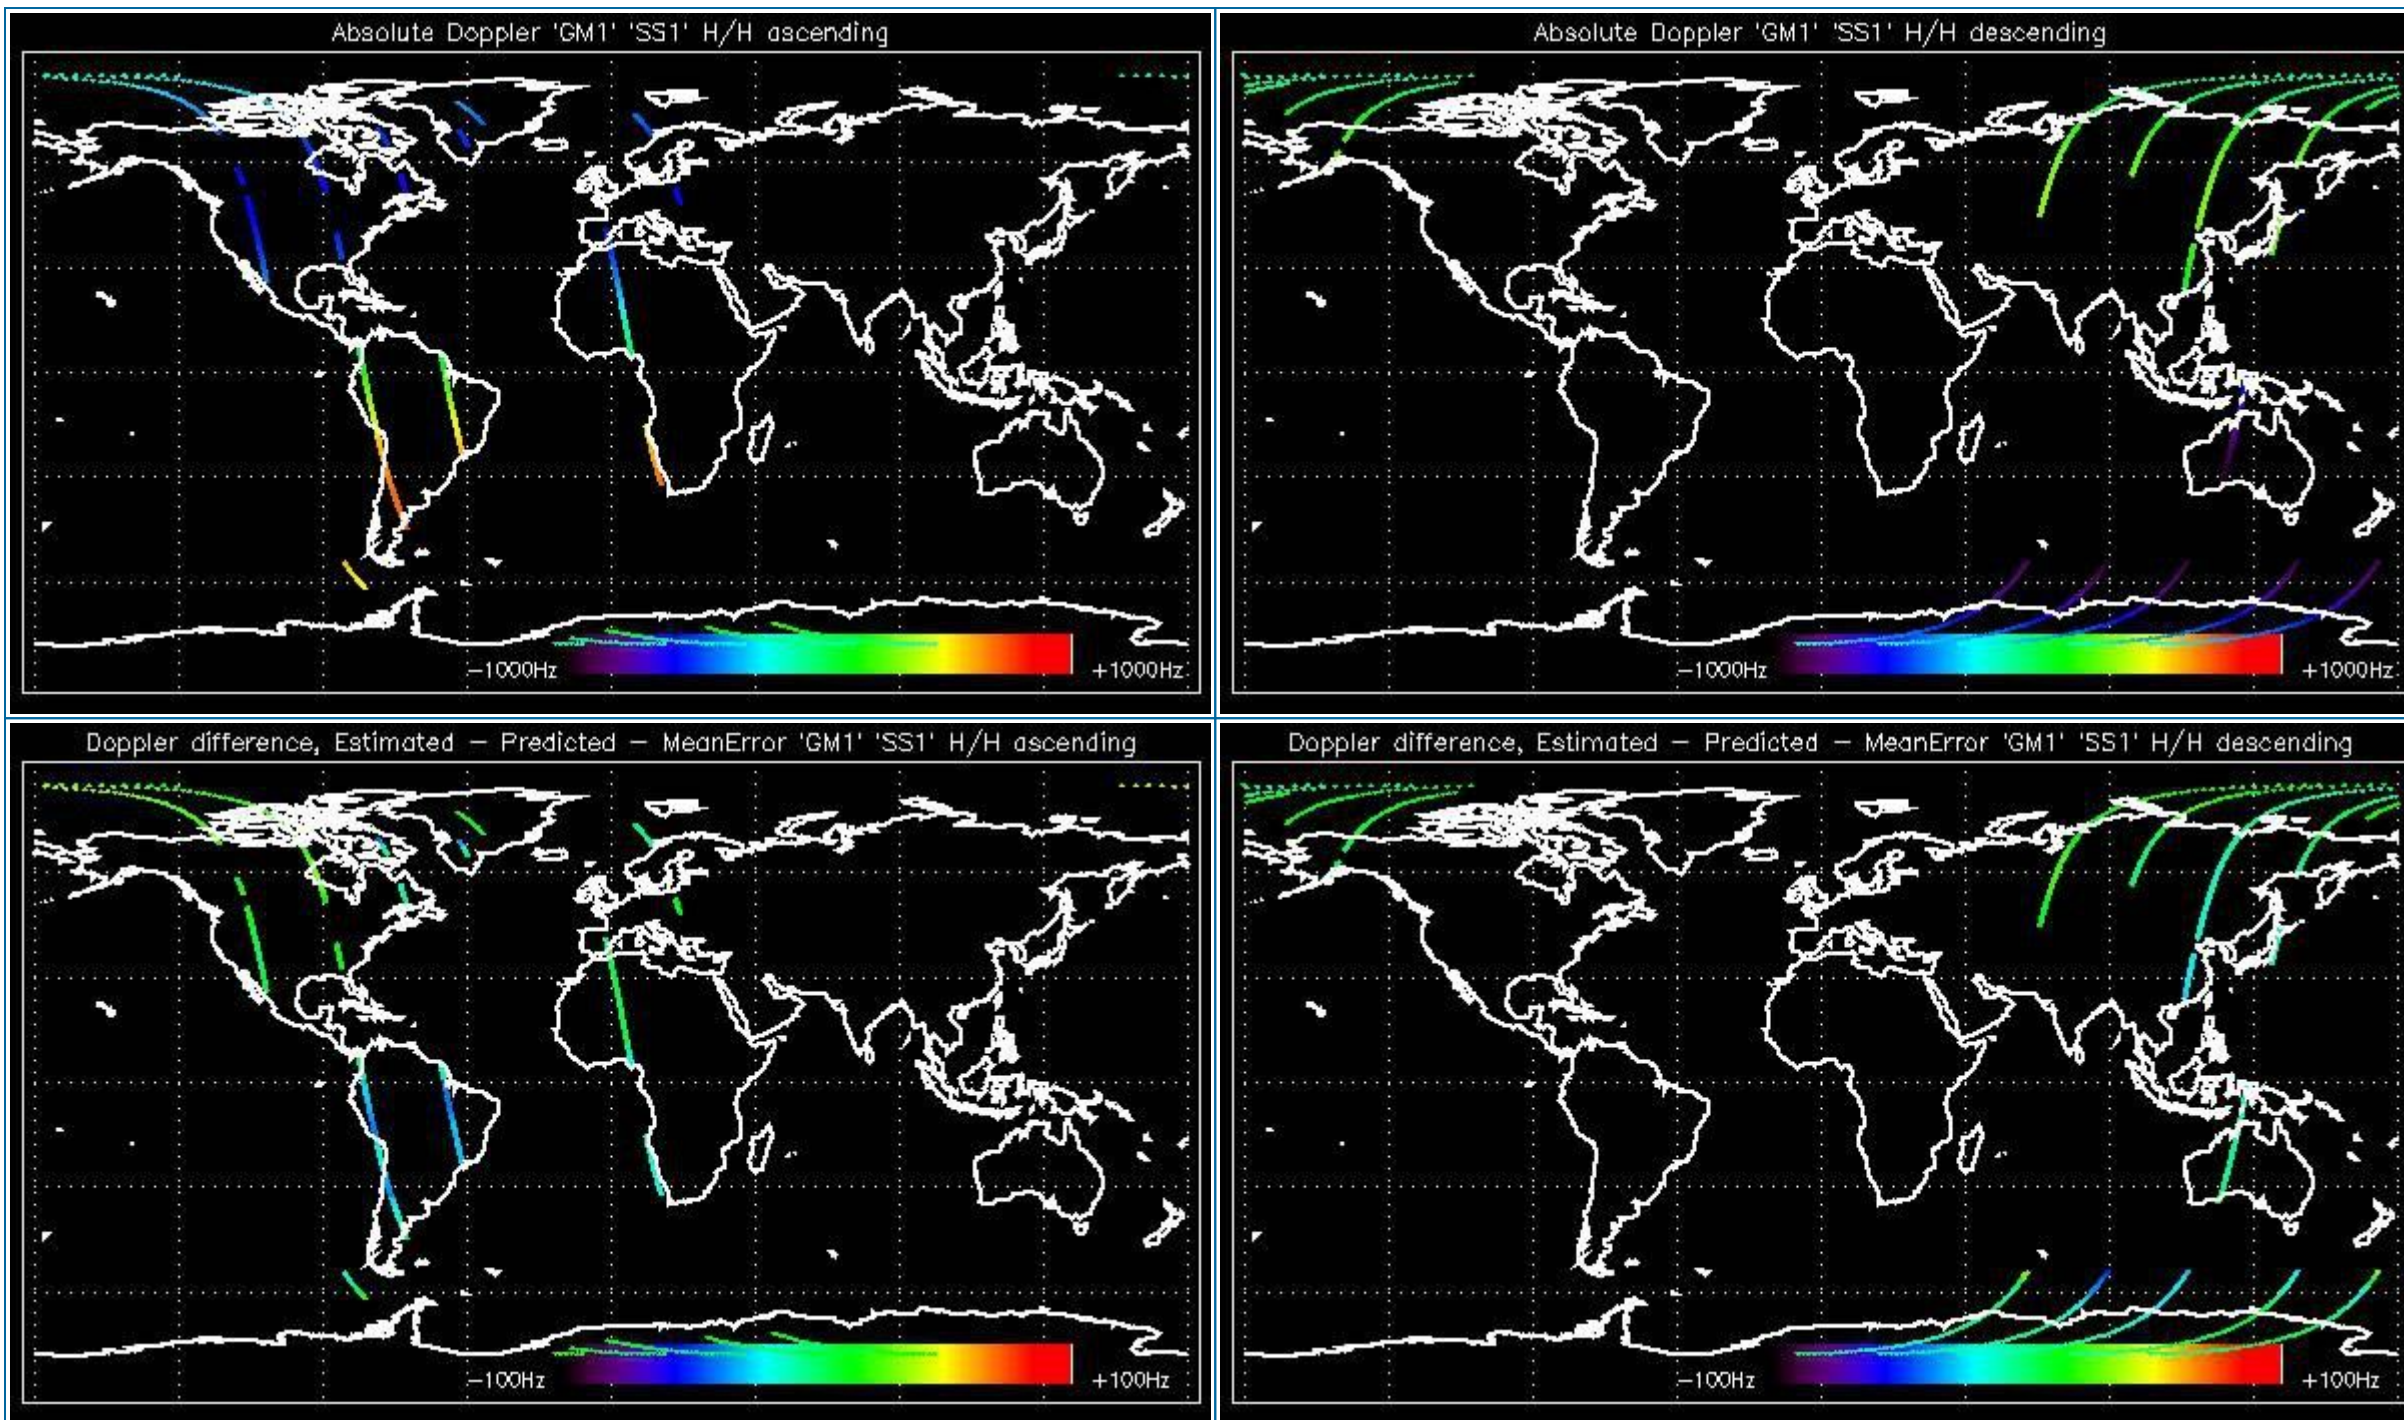 Absolute Doppler 'GM1' 'SS1' H/H ascending
-1000Hz
+1000Hz
Absolute Doppler 'GM1' 'SS1' H/H descending
-1000Hz
+1000Hz
Doppler difference, Estimated - Predicted - MeanError 'GM1' 'SS1' H/H ascending
-100Hz
+100Hz
Doppler difference, Estimated - Predicted - MeanError 'GM1' 'SS1' H/H descending
-100Hz
+100Hz